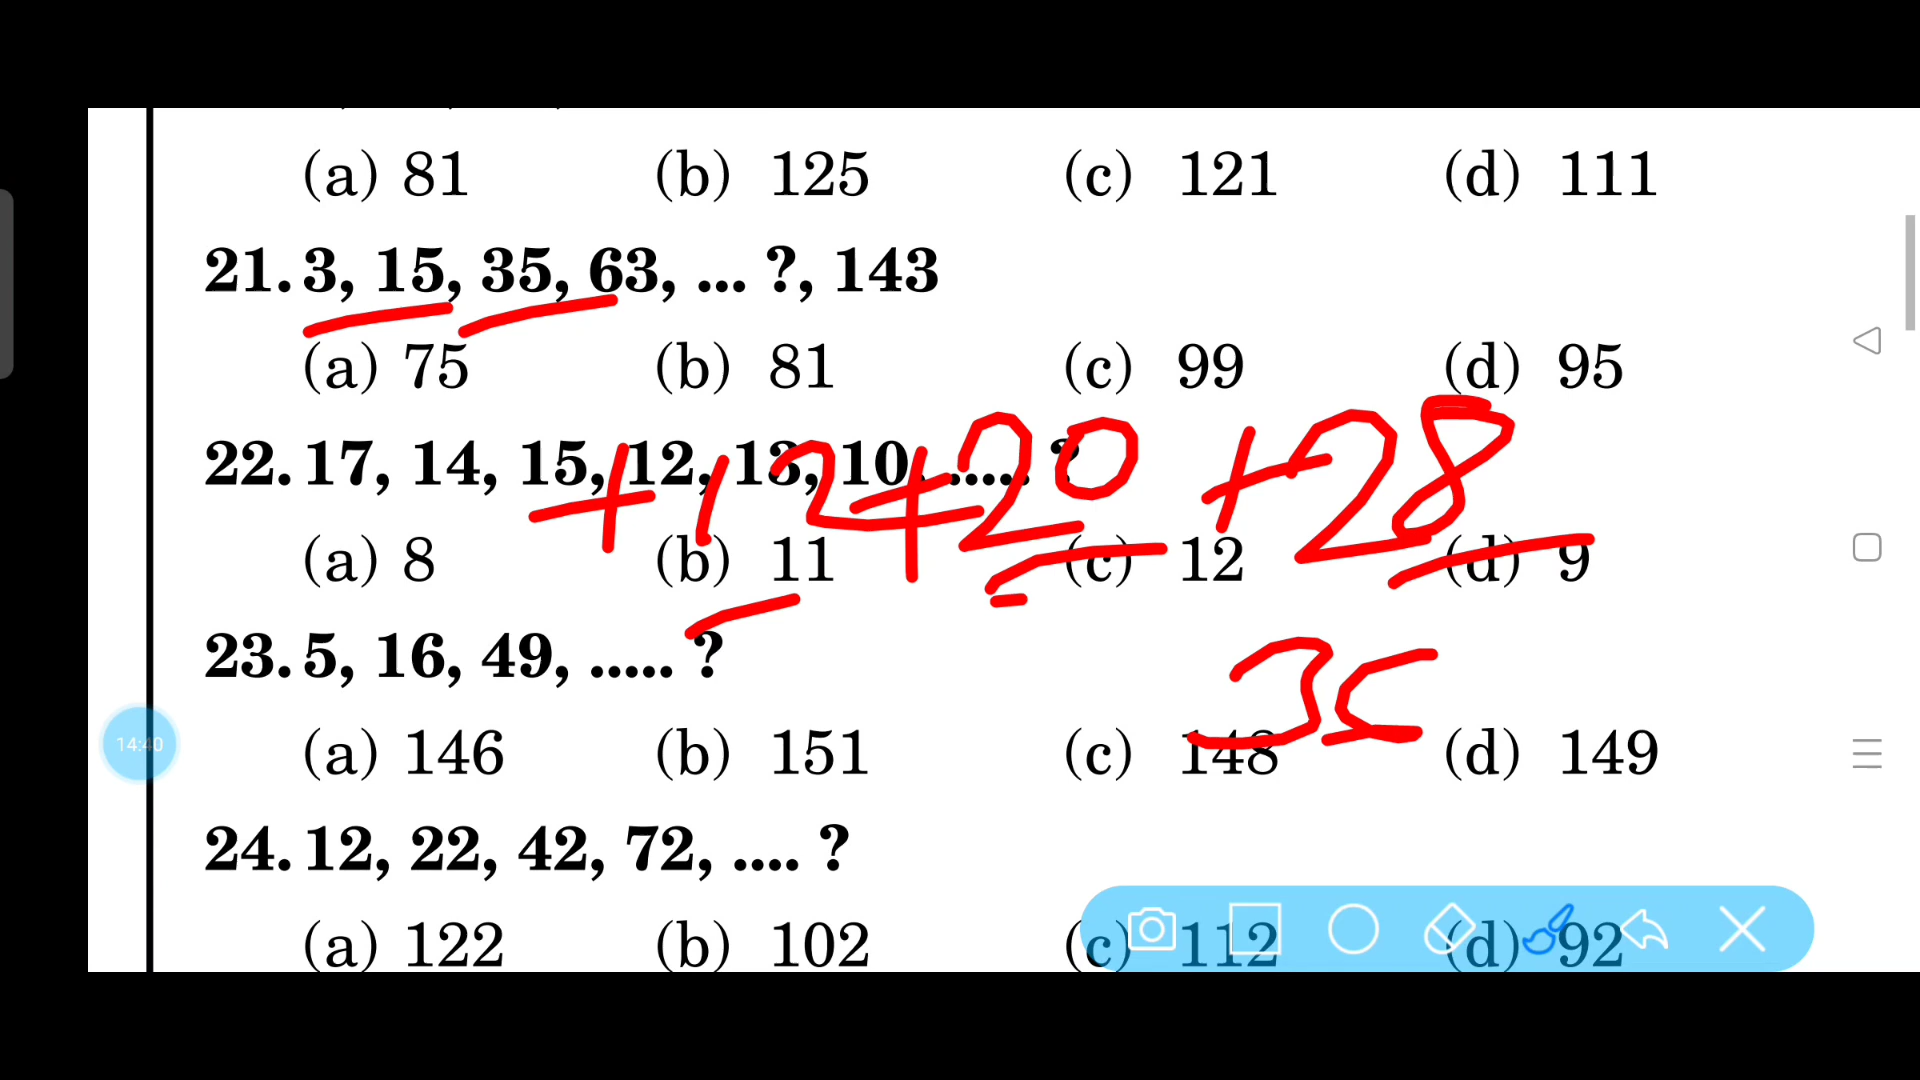 (a) 81 (b) 125 (c) 121 (d) 111
21. 3, 15, 35, 63, ... ?, 143
(a) 75 (b) 81 (c) 99 (d) 95
22. 17, 14, 15, 12, 13, 10, ..... ?
+12 +20 +28
(a) 8 (b) 11 (c) 12 (d) 9
23. 5, 16, 49, ..... ?
35
(a) 146 (b) 151 (c) 148 (d) 149
14:40
24. 12, 22, 42, 72, .... ?
(a) 122 (b) 102 (c) 112 (d) 92